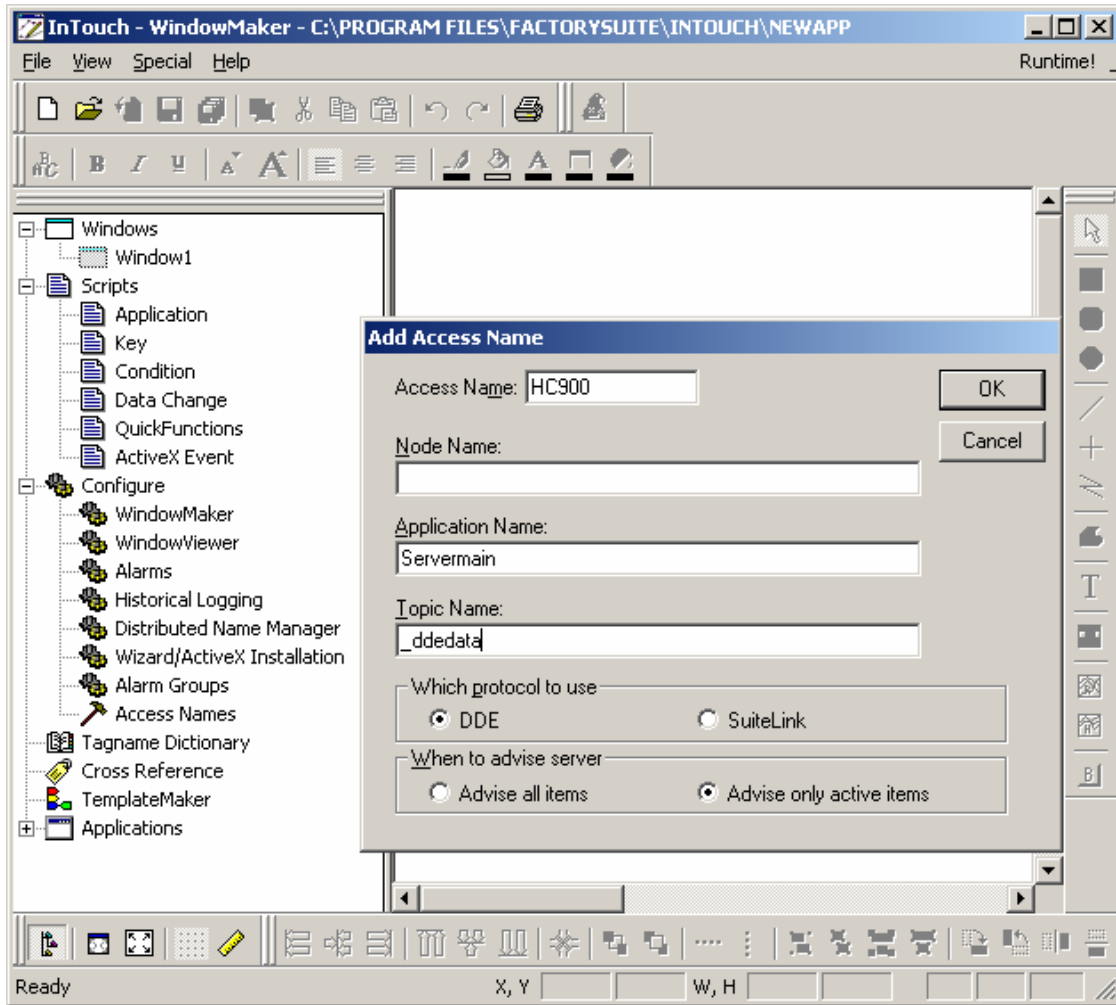 InTouch - WindowMaker - C:\PROGRAM FILES\FACTORYSUITE\INTOUCH\NEWAPP
File View Special Help Runtime!
B I U A A A
Windows
Window1
Scripts
Application
Key
Condition
Data Change
QuickFunctions
ActiveX Event
Configure
WindowMaker
WindowViewer
Alarms
Historical Logging
Distributed Name Manager
Wizard/ActiveX Installation
Alarm Groups
Access Names
Tagname Dictionary
Cross Reference
TemplateMaker
Applications
Add Access Name
Access Name: HC900
OK
Cancel
Node Name:
Application Name:
Servermain
Topic Name:
_ddedata
Which protocol to use
DDE SuiteLink
When to advise server
Advise all items Advise only active items
T
B
Ready X, Y W, H